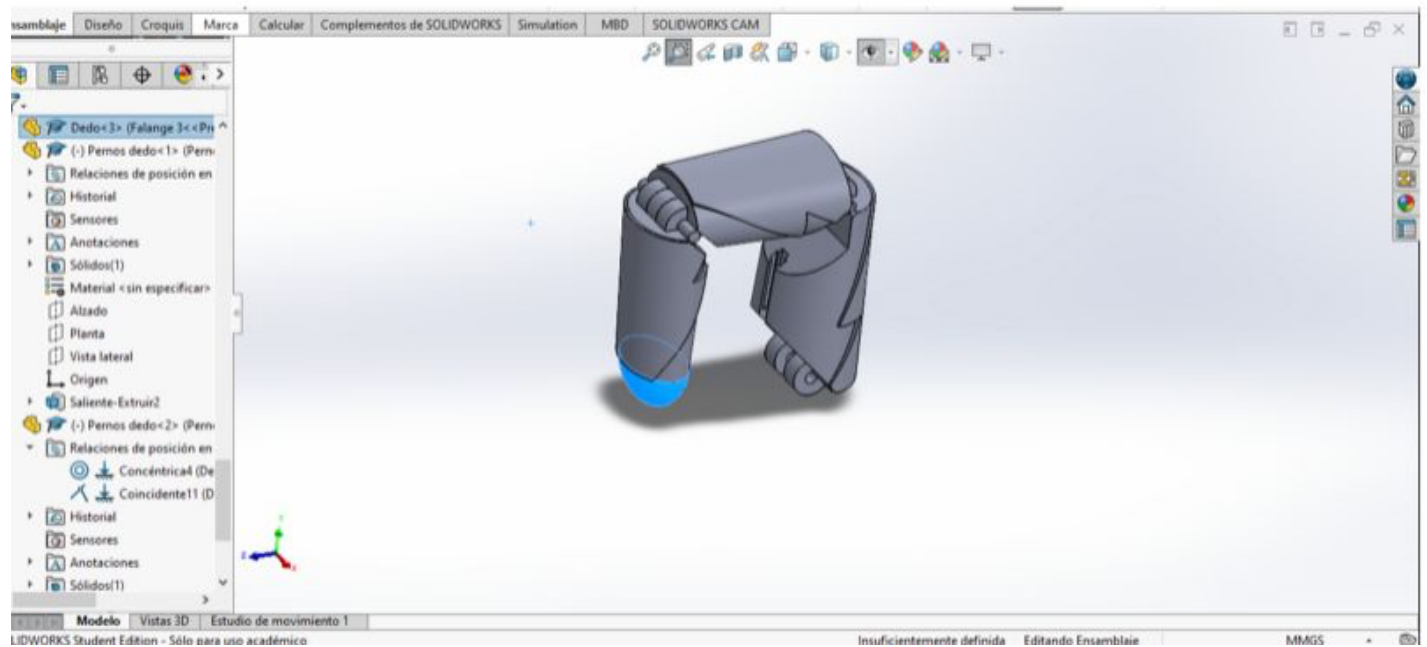 nsamblaje Diseño Croquis Marca Calcular Complementos de SOLIDWORKS Simulation MBD SOLIDWORKS CAM
Dedo<3> (Falange 3<<Pri
(-) Pernos dedo<1> (Pern
Relaciones de posición en
Historial
Sensores
Anotaciones
Sólidos(1)
Material <sin especificar>
Alzado
Planta
Vista lateral
Origen
Saliente-Extruir2
(-) Pernos dedo<2> (Pern
Relaciones de posición en
Concéntrica4 (De
Coincidente11 (D
Historial
Sensores
Anotaciones
Sólidos(1)
Modelo Vistas 3D Estudio de movimiento 1
LIDWORKS Student Edition - Sólo para uso académico Insuficientemente definida Editando Ensamblaje MMGS